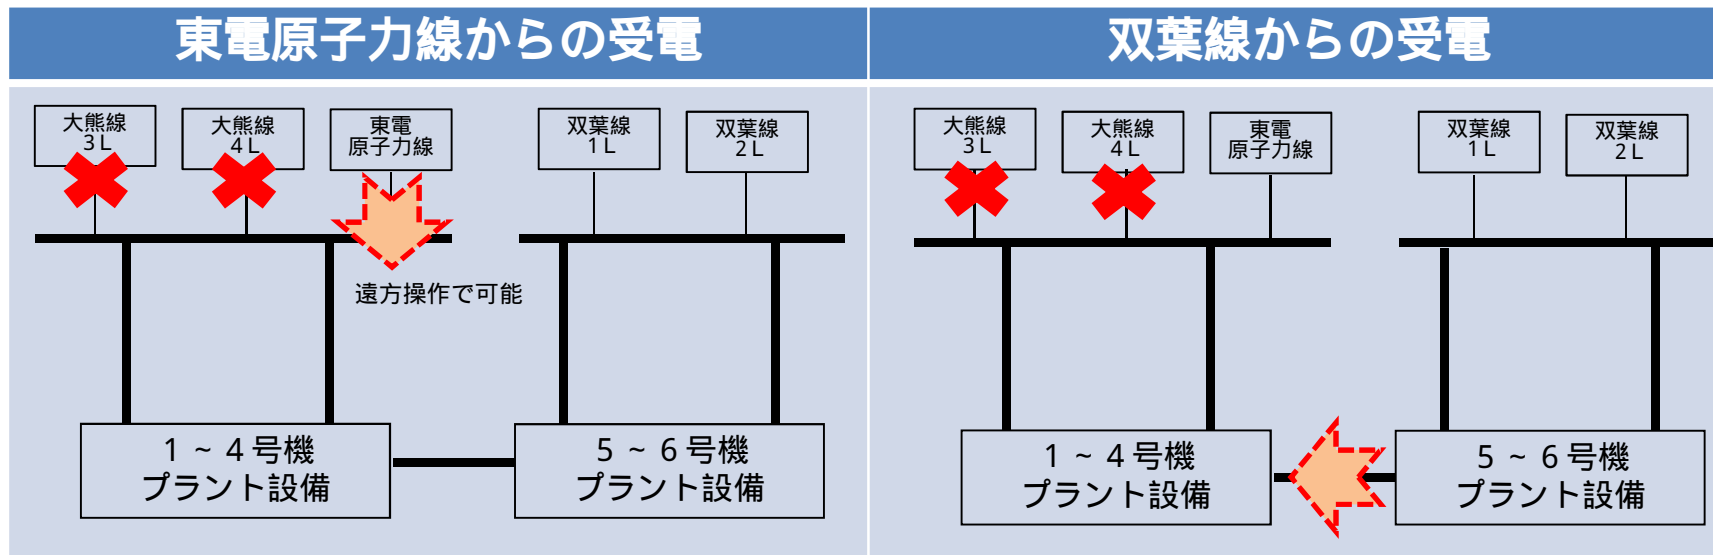 東電原子力線からの受電
大熊線
3L
大熊線
4L
東電
原子力線
双葉線
1L
双葉線
2L
遠方操作で可能
1 ~ 4号機
プラント設備
5 ~ 6号機
プラント設備
双葉線からの受電
大熊線
3L
大熊線
4L
東電
原子力線
双葉線
1L
双葉線
2L
1 ~ 4号機
プラント設備
5 ~ 6号機
プラント設備